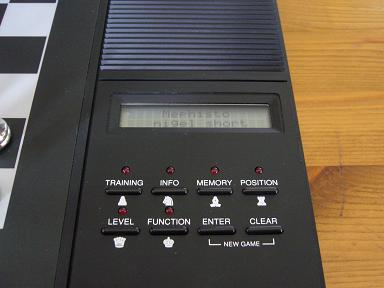 Mephisto
nigel short
TRAINING INFO MEMORY POSITION
LEVEL FUNCTION ENTER CLEAR
NEW GAME